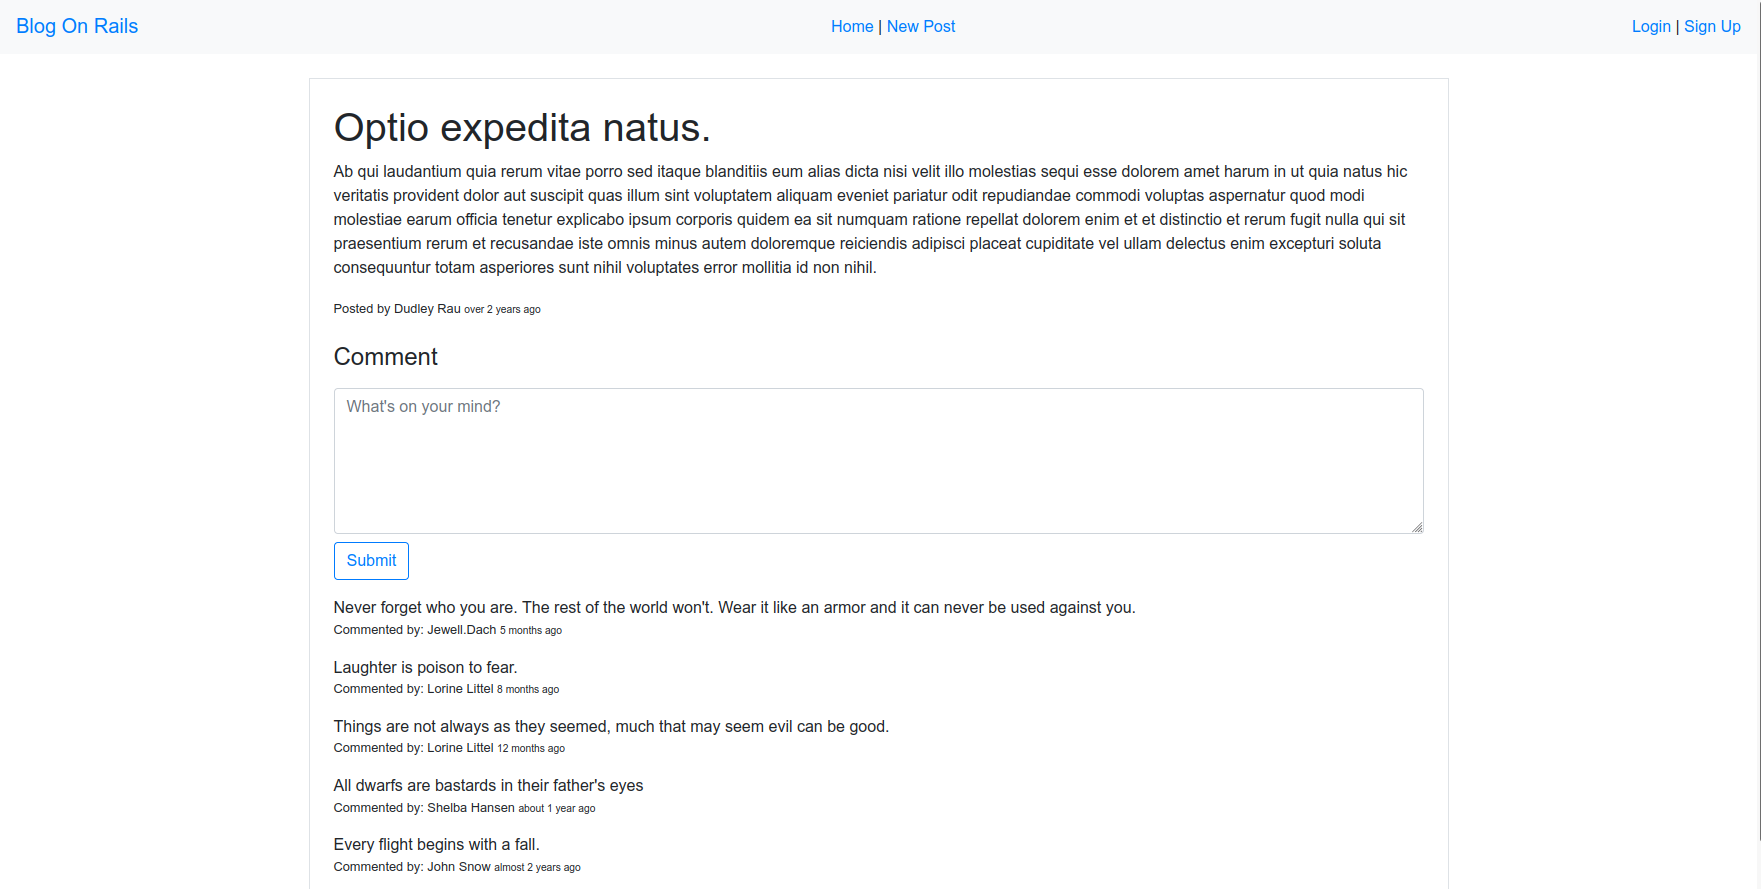 Blog On Rails
Home | New Post
Login | Sign Up
Optio expedita natus.
Ab qui laudantium quia rerum vitae porro sed itaque blanditiis eum alias dicta nisi velit illo molestias sequi esse dolorem amet harum in ut quia natus hic
veritatis provident dolor aut suscipit quas illum sint voluptatem aliquam eveniet pariatur odit repudiandae commodi voluptas aspernatur quod modi
molestiae earum officia tenetur explicabo ipsum corporis quidem ea sit numquam ratione repellat dolorem enim et et distinctio et rerum fugit nulla qui sit
praesentium rerum et recusandae iste omnis minus autem doloremque reiciendis adipisci placeat cupiditate vel ullam delectus enim excepturi soluta
consequuntur totam asperiores sunt nihil voluptates error mollitia id non nihil.
Posted by Dudley Rau over 2 years ago
Comment
What's on your mind?
Submit
Never forget who you are. The rest of the world won't. Wear it like an armor and it can never be used against you.
Commented by: Jewell.Dach 5 months ago
Laughter is poison to fear.
Commented by: Lorine Littel 8 months ago
Things are not always as they seemed, much that may seem evil can be good.
Commented by: Lorine Littel 12 months ago
All dwarfs are bastards in their father's eyes
Commented by: Shelba Hansen about 1 year ago
Every flight begins with a fall.
Commented by: John Snow almost 2 years ago